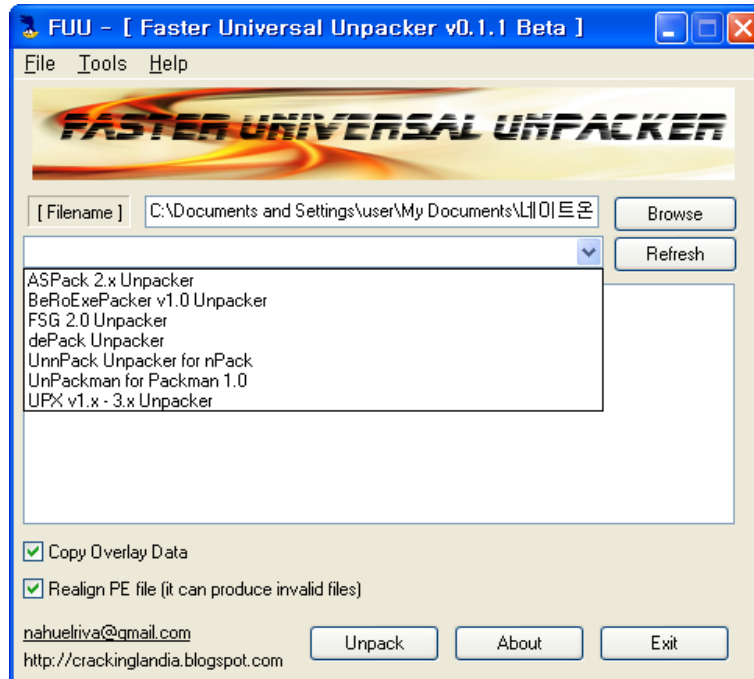 FUU - [ Faster Universal Unpacker v0.1.1 Beta ]
File Tools Help
FASTER UNIVERSAL UNPACKER
[ Filename ] C:\Documents and Settings\user\My Documents\네이트온 Browse
Refresh
ASPack 2.x Unpacker
BeRoExePacker v1.0 Unpacker
FSG 2.0 Unpacker
dePack Unpacker
UnnPack Unpacker for nPack
UnPackman for Packman 1.0
UPX v1.x - 3.x Unpacker
Copy Overlay Data
Realign PE file (it can produce invalid files)
nahuelriva@gmail.com
http://crackinglandia.blogspot.com
Unpack About Exit